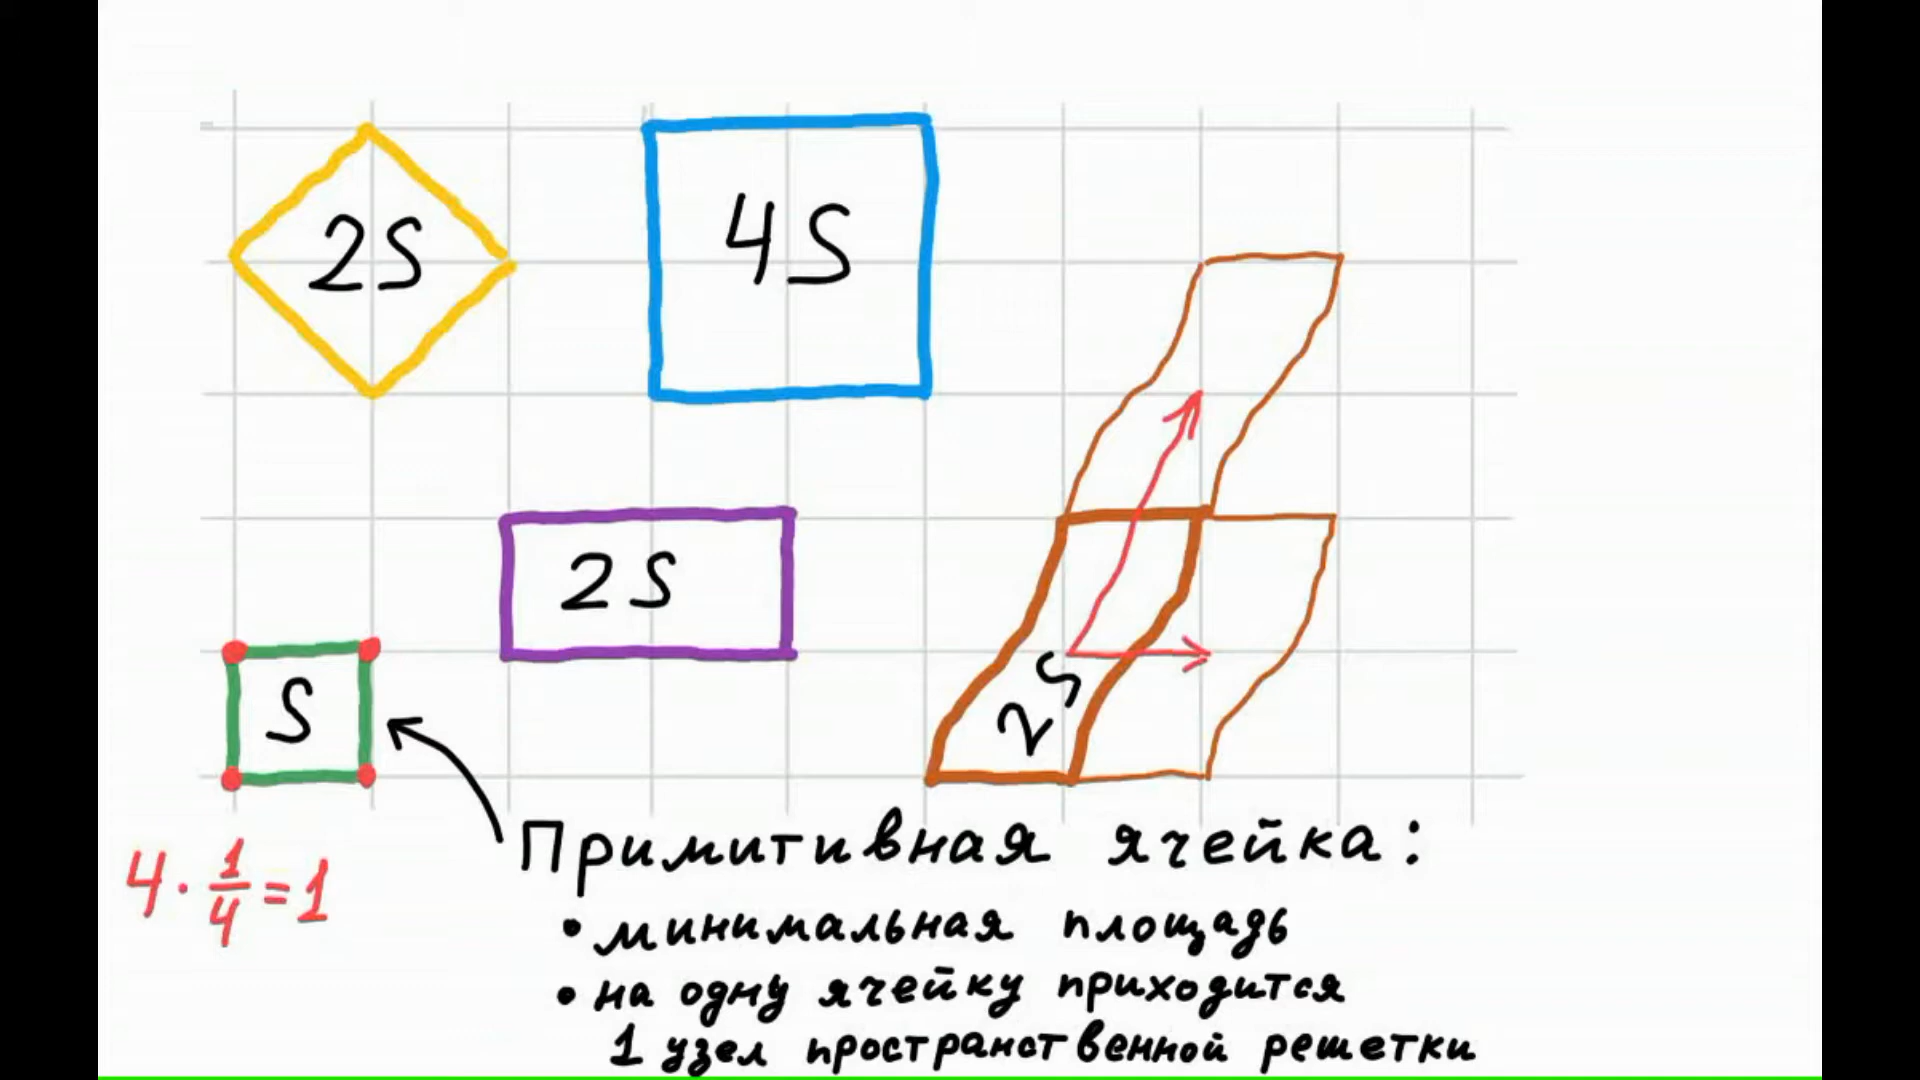 2S
4S
2S
S
2S
4 · 1/4 = 1
Примитивная ячейка:
• минимальная площадь
• на одну ячейку приходится
1 узел пространственной решетки